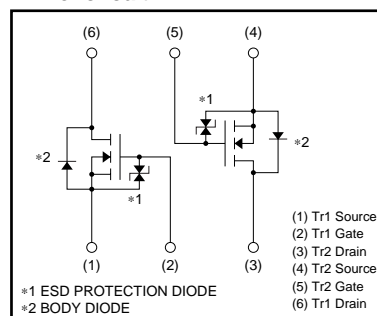 (6) (5) (4)
∗1
∗2
∗2
∗1
(1) (2) (3)
(1) Tr1 Source
(2) Tr1 Gate
(3) Tr2 Drain
(4) Tr2 Source
(5) Tr2 Gate
(6) Tr1 Drain
∗1 ESD PROTECTION DIODE
∗2 BODY DIODE